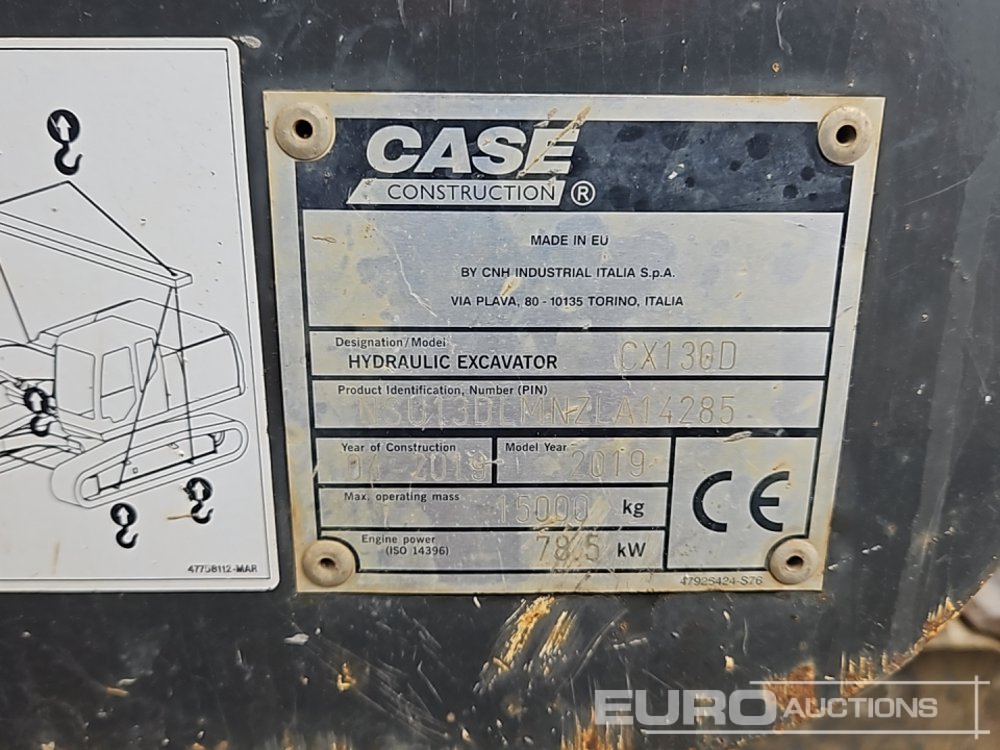 CASE
CONSTRUCTION ®
MADE IN EU
BY CNH INDUSTRIAL ITALIA S.p.A.
VIA PLAVA, 80 - 10135 TORINO, ITALIA
Designation/Model
HYDRAULIC EXCAVATOR CX130D
Product Identification, Number (PIN)
Year of Construction Model Year
04 2019 2019
Max. operating mass 15000 kg
Engine power 78.5 kW
(ISO 14396)
CE
47758112-MAR
47925424-S76
EURO AUCTIONS